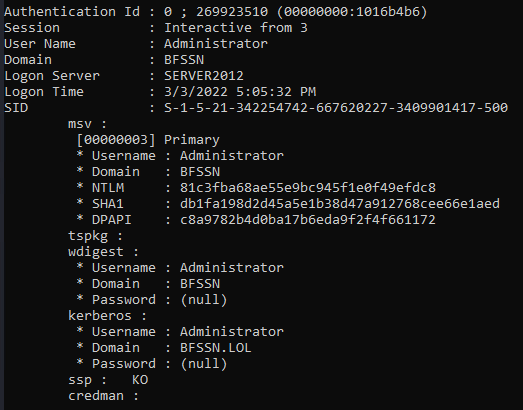 Authentication Id : 0 ; 269923510 (00000000:1016b4b6)
Session           : Interactive from 3
User Name         : Administrator
Domain            : BFSSN
Logon Server      : SERVER2012
Logon Time        : 3/3/2022 5:05:32 PM
SID               : S-1-5-21-342254742-667620227-3409901417-500
        msv :
         [00000003] Primary
         * Username : Administrator
         * Domain   : BFSSN
         * NTLM     : 81c3fba68ae55e9bc945f1e0f49efdc8
         * SHA1     : db1fa198d2d45a5e1b38d47a912768cee66e1aed
         * DPAPI    : c8a9782b4d0ba17b6eda9f2f4f661172
        tspkg :
        wdigest :
         * Username : Administrator
         * Domain   : BFSSN
         * Password : (null)
        kerberos :
         * Username : Administrator
         * Domain   : BFSSN.LOL
         * Password : (null)
        ssp :   KO
        credman :